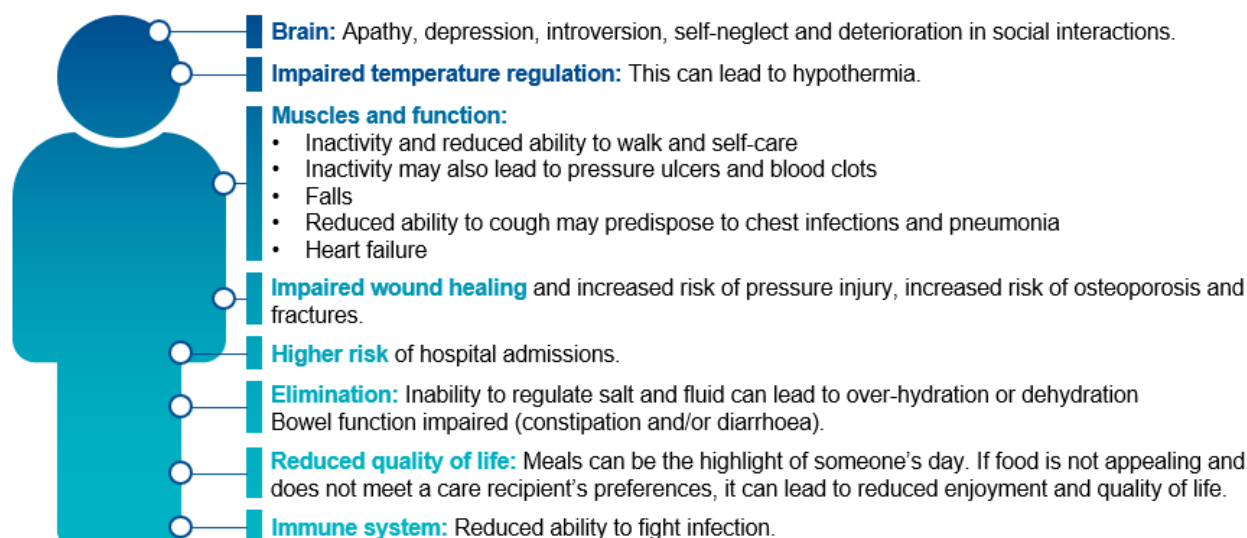 Brain: Apathy, depression, introversion, self-neglect and deterioration in social interactions.
Impaired temperature regulation: This can lead to hypothermia.
Muscles and function:
• Inactivity and reduced ability to walk and self-care
• Inactivity may also lead to pressure ulcers and blood clots
• Falls
• Reduced ability to cough may predispose to chest infections and pneumonia
• Heart failure
Impaired wound healing and increased risk of pressure injury, increased risk of osteoporosis and
fractures.
Higher risk of hospital admissions.
Elimination: Inability to regulate salt and fluid can lead to over-hydration or dehydration
Bowel function impaired (constipation and/or diarrhoea).
Reduced quality of life: Meals can be the highlight of someone's day. If food is not appealing and
does not meet a care recipient's preferences, it can lead to reduced enjoyment and quality of life.
Immune system: Reduced ability to fight infection.